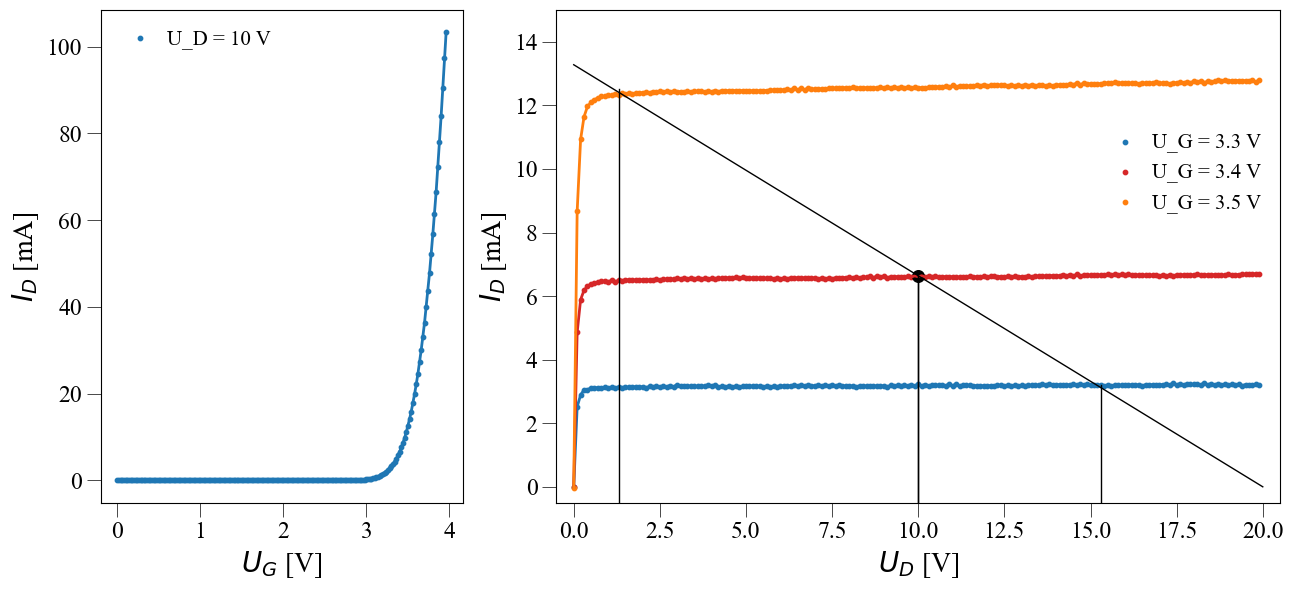 U_D = 10 V
100
80
60
40
20
0
I_D [mA]
0 1 2 3 4
U_G [V]
14
12
10
8
6
4
2
0
I_D [mA]
U_G = 3.3 V
U_G = 3.4 V
U_G = 3.5 V
0.0 2.5 5.0 7.5 10.0 12.5 15.0 17.5 20.0
U_D [V]